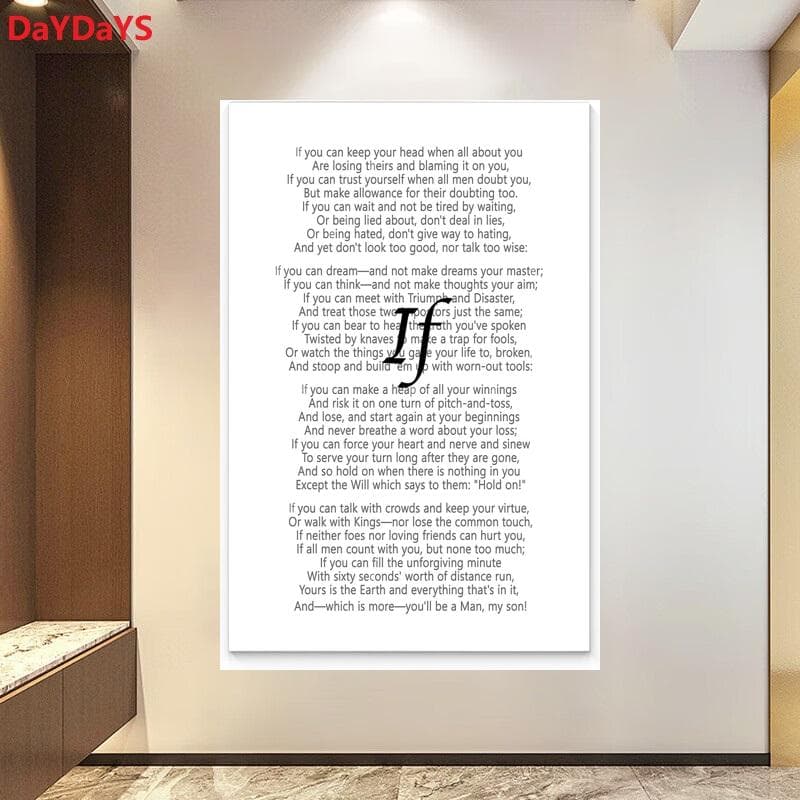 DaYDaYS
If you can keep your head when all about you
Are losing theirs and blaming it on you,
If you can trust yourself when all men doubt you,
But make allowance for their doubting too.
If you can wait and not be tired by waiting,
Or being lied about, don't deal in lies,
Or being hated, don't give way to hating,
And yet don't look too good, nor talk too wise:
If you can dream—and not make dreams your master;
If you can think—and not make thoughts your aim;
If you can meet with Triumph and Disaster,
And treat those two just the same;
If
If you can bear to hear you've spoken
Twisted by knaves make a trap for fools,
Or watch the things you gave your life to, broken,
And stoop and build 'em up with worn-out tools:
If you can make a heap of all your winnings
And risk it on one turn of pitch-and-toss,
And lose, and start again at your beginnings
And never breathe a word about your loss;
If you can force your heart and nerve and sinew
To serve your turn long after they are gone,
And so hold on when there is nothing in you
Except the Will which says to them: "Hold on!"
If you can talk with crowds and keep your virtue,
Or walk with Kings—nor lose the common touch,
If neither foes nor loving friends can hurt you,
If all men count with you, but none too much;
If you can fill the unforgiving minute
With sixty seconds' worth of distance run,
Yours is the Earth and everything that's in it,
And—which is more—you'll be a Man, my son!